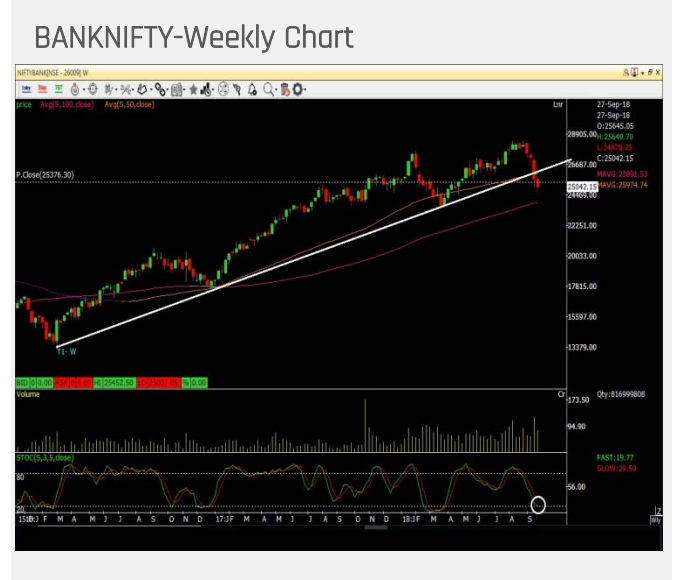 BANKNIFTY-Weekly Chart
NIFTYBANK[NSE - 26009] W
price Avg(S,100,close) Avg(S,50,close) Lnr
27-Sep-18
27-Sep-18
O:25645.05
H:25649.70
L:24678.25
C:25042.15
MAVG:23891.53
MAVG:25974.74
28905.00
26687.00
P.Close(25376.30)
25042.15
24469.00
22251.00
20033.00
17815.00
15597.00
13379.00
T1- W
BID 0 0.00 ASK 0 0.00 HI 25452.50 % 0.00
Volume Cr
Qty:816999808
173.50
94.90
STOC(5,3,5,close)
FAST:19.77
SLOW:29.59
80
56.00
20
F M A M J J A S O N D 17:JF M A M J J A S O N D 18:JF M A M J J A S
Wly